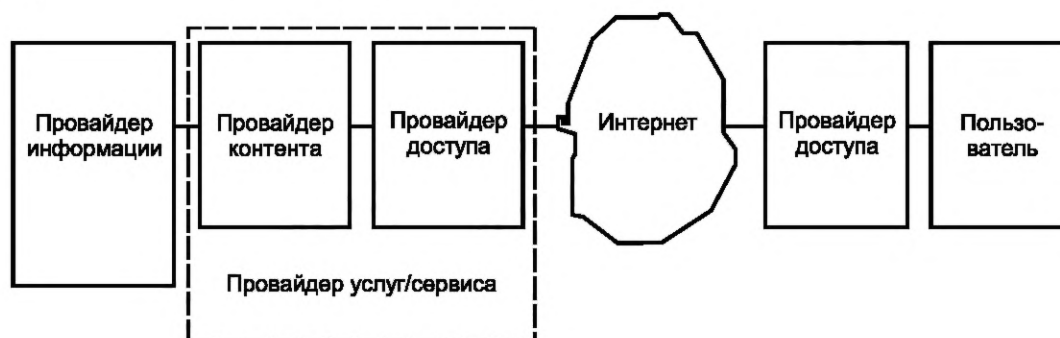 Провайдер
информации
Провайдер
контента
Провайдер
доступа
Интернет
Провайдер
доступа
Пользо-
ватель
Провайдер услуг/сервиса